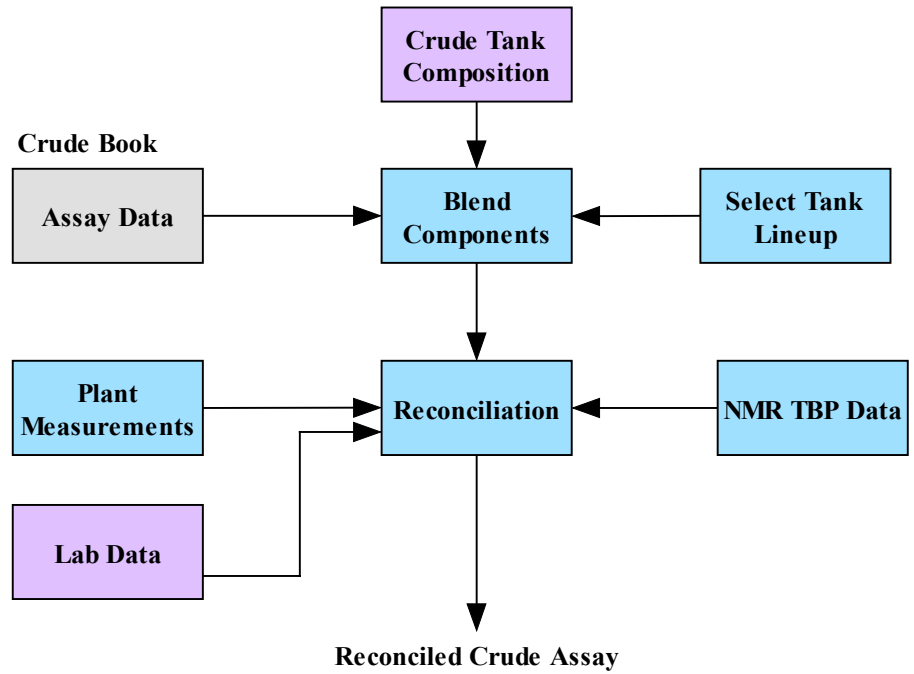 Crude Tank
Composition
Crude Book
Assay Data
Blend
Components
Select Tank
Lineup
Plant
Measurements
Reconciliation
NMR TBP Data
Lab Data
Reconciled Crude Assay